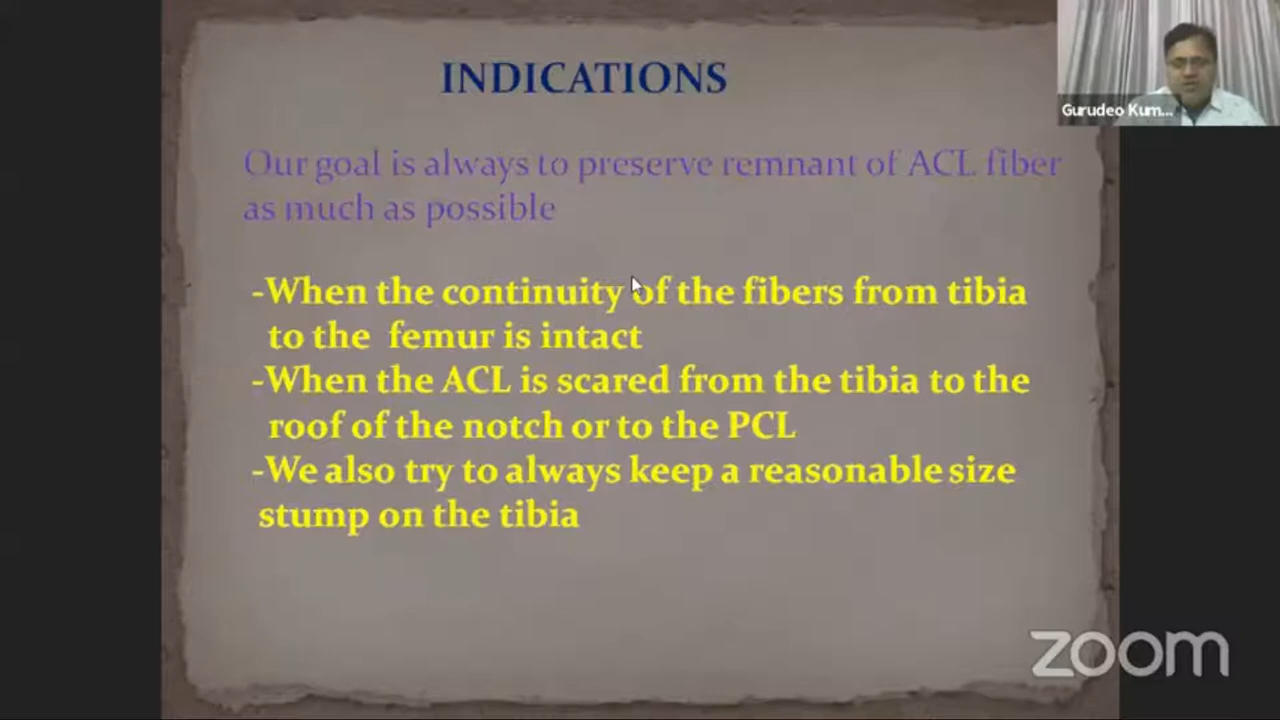 INDICATIONS
Gurudeo Kum...
Our goal is always to preserve remnant of ACL fiber
as much as possible
-When the continuity of the fibers from tibia
to the femur is intact
-When the ACL is scared from the tibia to the
roof of the notch or to the PCL
-We also try to always keep a reasonable size
stump on the tibia
zoom